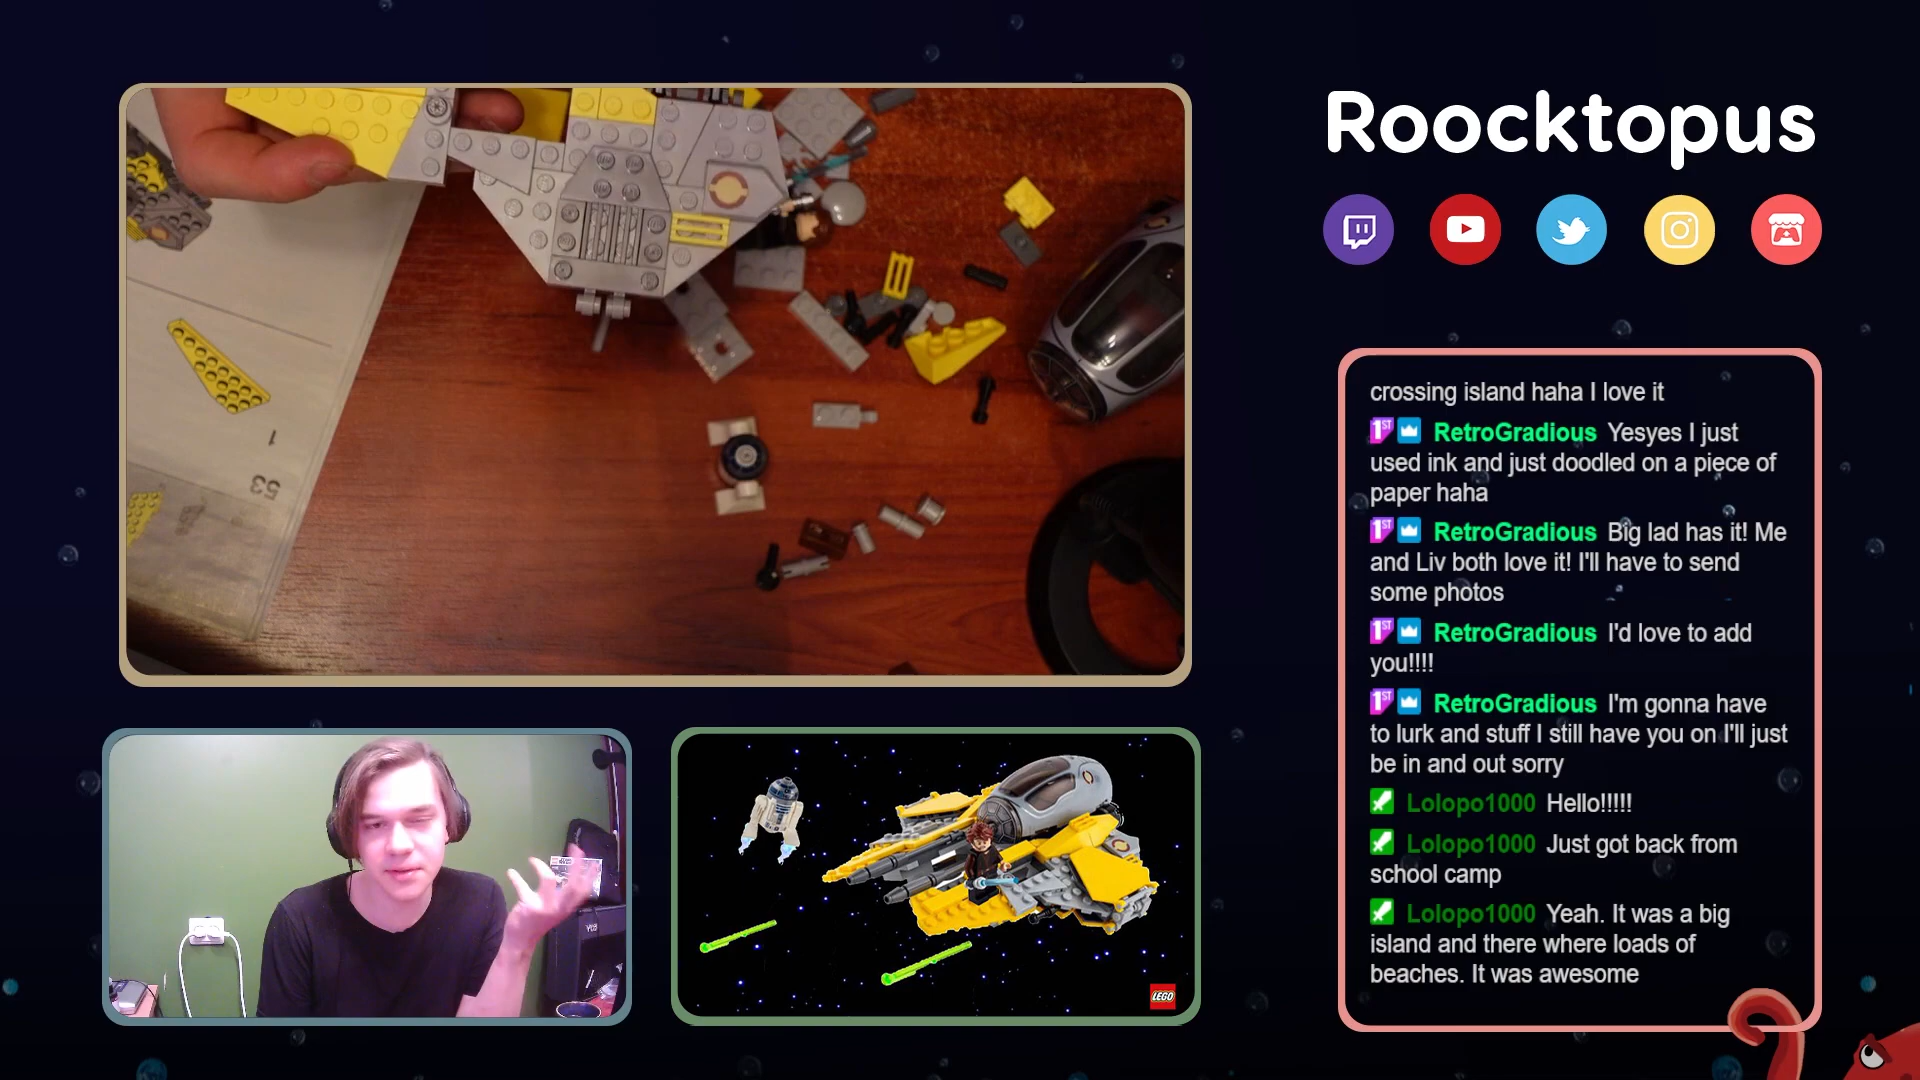 Roocktopus
crossing island haha I love it
1ST RetroGradious Yesyes I just
used ink and just doodled on a piece of
paper haha
1ST RetroGradious Big lad has it! Me
and Liv both love it! I'll have to send
some photos
1ST RetroGradious I'd love to add
you!!!!
1ST RetroGradious I'm gonna have
to lurk and stuff I still have you on I'll just
be in and out sorry
Lolopo1000 Hello!!!!!
Lolopo1000 Just got back from
school camp
Lolopo1000 Yeah. It was a big
island and there where loads of
beaches. It was awesome
1
53
LEGO